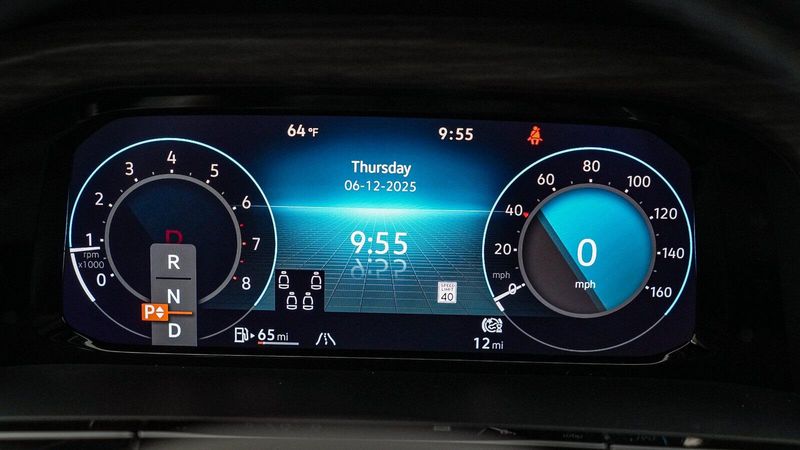 64 °F
9:55
Thursday
06-12-2025
9:55
0
1
2
3
4
5
6
7
8
rpm
x1000
P
R
N
P
D
0
20
40
60
80
100
120
140
160
mph
0
mph
SPEED
LIMIT
40
65 mi
12 mi